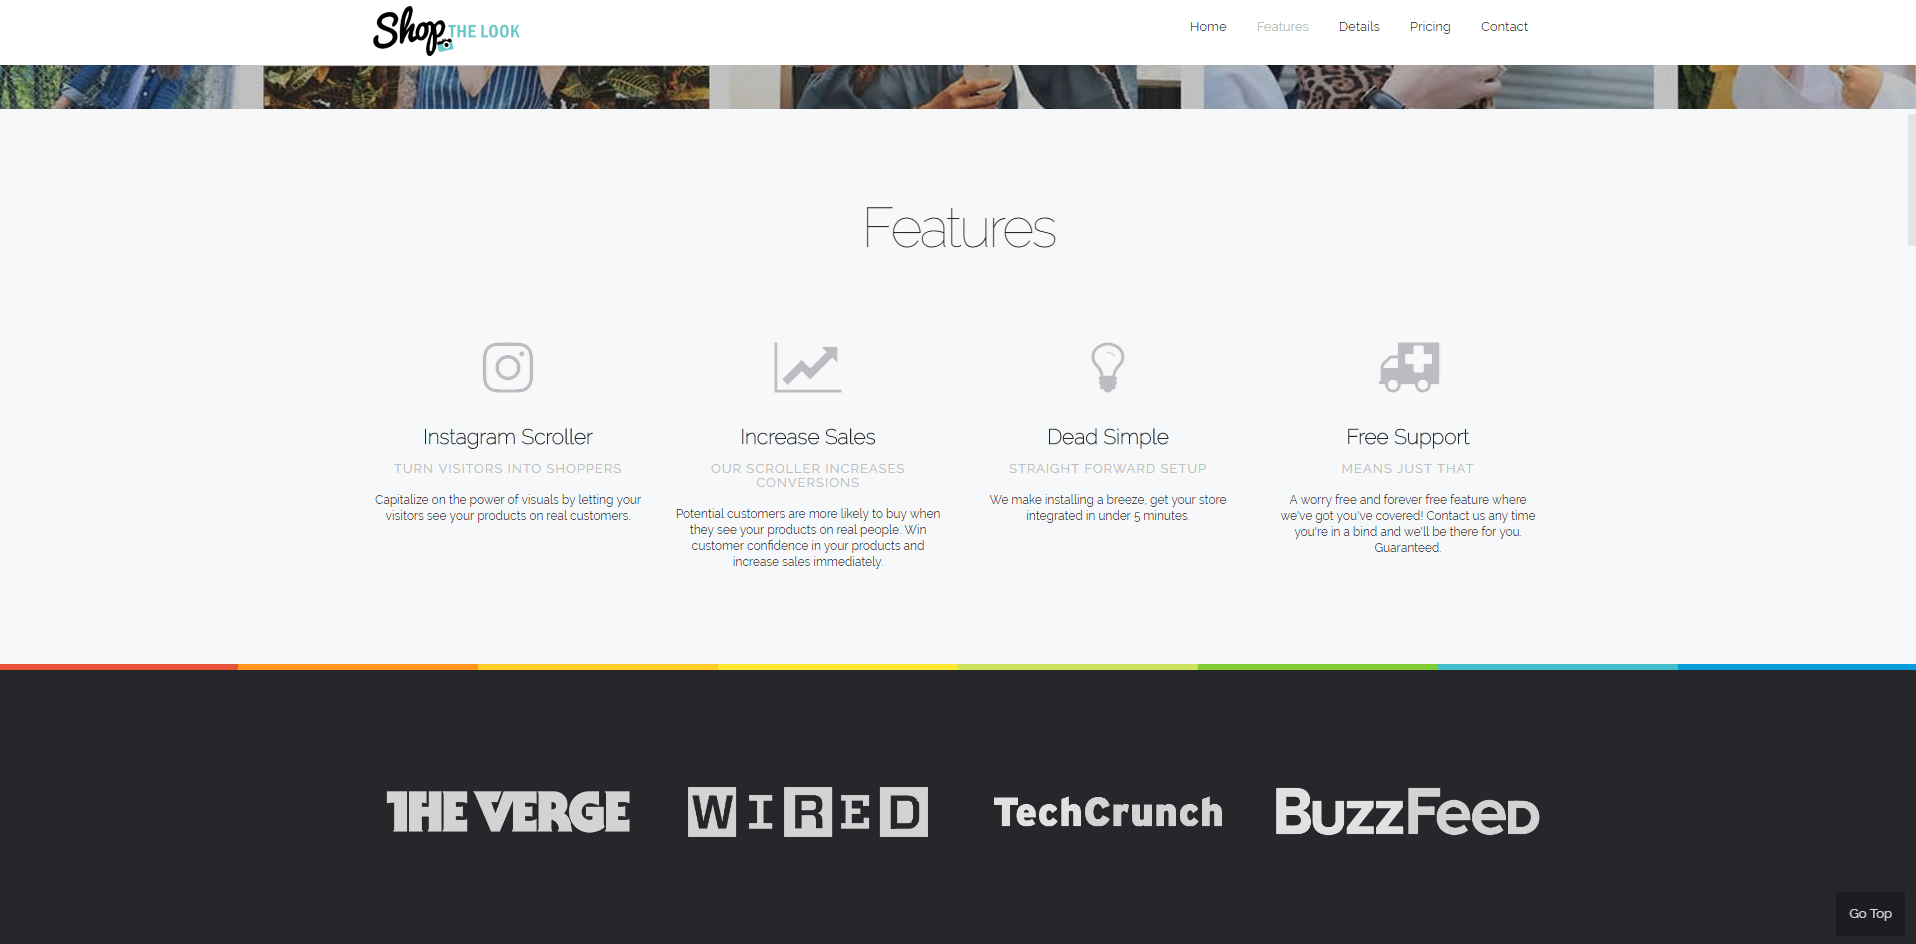 Shop THE LOOK
Home Features Details Pricing Contact
Features
Instagram Scroller
TURN VISITORS INTO SHOPPERS
Capitalize on the power of visuals by letting your
visitors see your products on real customers.
Increase Sales
OUR SCROLLER INCREASES
CONVERSIONS
Potential customers are more likely to buy when
they see your products on real people. Win
customer confidence in your products and
increase sales immediately.
Dead Simple
STRAIGHT FORWARD SETUP
We make installing a breeze, get your store
integrated in under 5 minutes.
Free Support
MEANS JUST THAT
A worry free and forever free feature where
we've got you've covered! Contact us any time
you're in a bind and we'll be there for you.
Guaranteed.
THE VERGE
WIRED
TechCrunch
BuzzFeed
Go Top